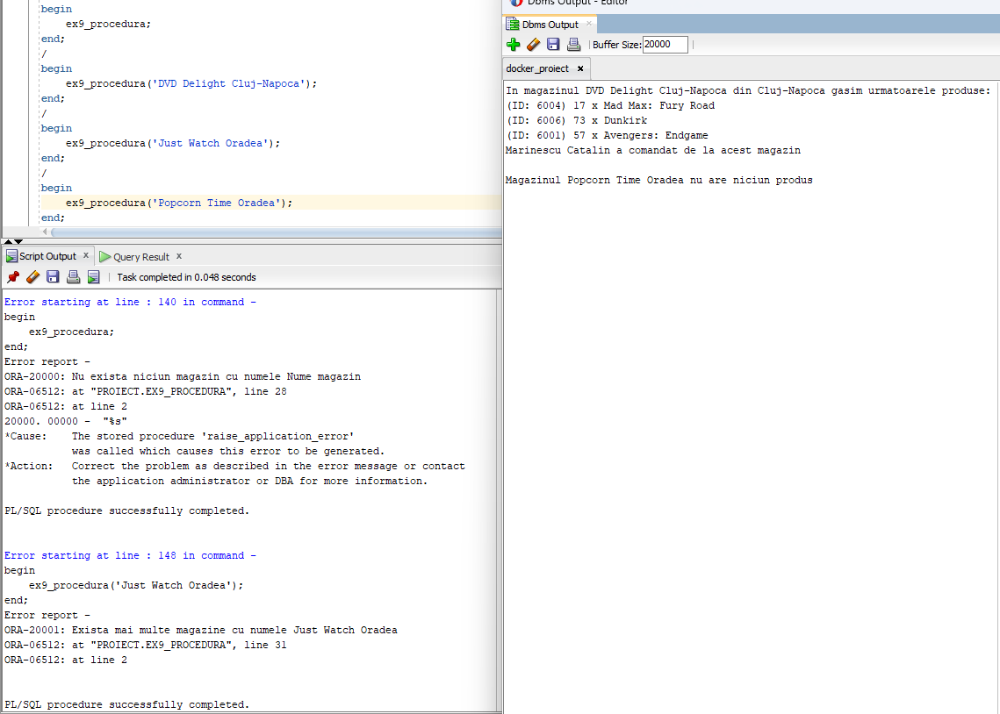 begin
    ex9_procedura;
end;
/
begin
    ex9_procedura('DVD Delight Cluj-Napoca');
end;
/
begin
    ex9_procedura('Just Watch Oradea');
end;
/
begin
    ex9_procedura('Popcorn Time Oradea');
end;
Script Output x Query Result x
Task completed in 0.048 seconds
Error starting at line : 140 in command -
begin
    ex9_procedura;
end;
Error report -
ORA-20000: Nu exista niciun magazin cu numele Nume magazin
ORA-06512: at "PROIECT.EX9_PROCEDURA", line 28
ORA-06512: at line 2
20000. 00000 -  "%s"
*Cause:    The stored procedure 'raise_application_error'
           was called which causes this error to be generated.
*Action:   Correct the problem as described in the error message or contact
           the application administrator or DBA for more information.
PL/SQL procedure successfully completed.
Error starting at line : 148 in command -
begin
    ex9_procedura('Just Watch Oradea');
end;
Error report -
ORA-20001: Exista mai multe magazine cu numele Just Watch Oradea
ORA-06512: at "PROIECT.EX9_PROCEDURA", line 31
ORA-06512: at line 2
PL/SQL procedure successfully completed.
Dbms Output - Editor
Dbms Output x
Buffer Size: 20000
docker_proiect x
In magazinul DVD Delight Cluj-Napoca din Cluj-Napoca gasim urmatoarele produse:
(ID: 6004) 17 x Mad Max: Fury Road
(ID: 6006) 73 x Dunkirk
(ID: 6001) 57 x Avengers: Endgame
Marinescu Catalin a comandat de la acest magazin
Magazinul Popcorn Time Oradea nu are niciun produs